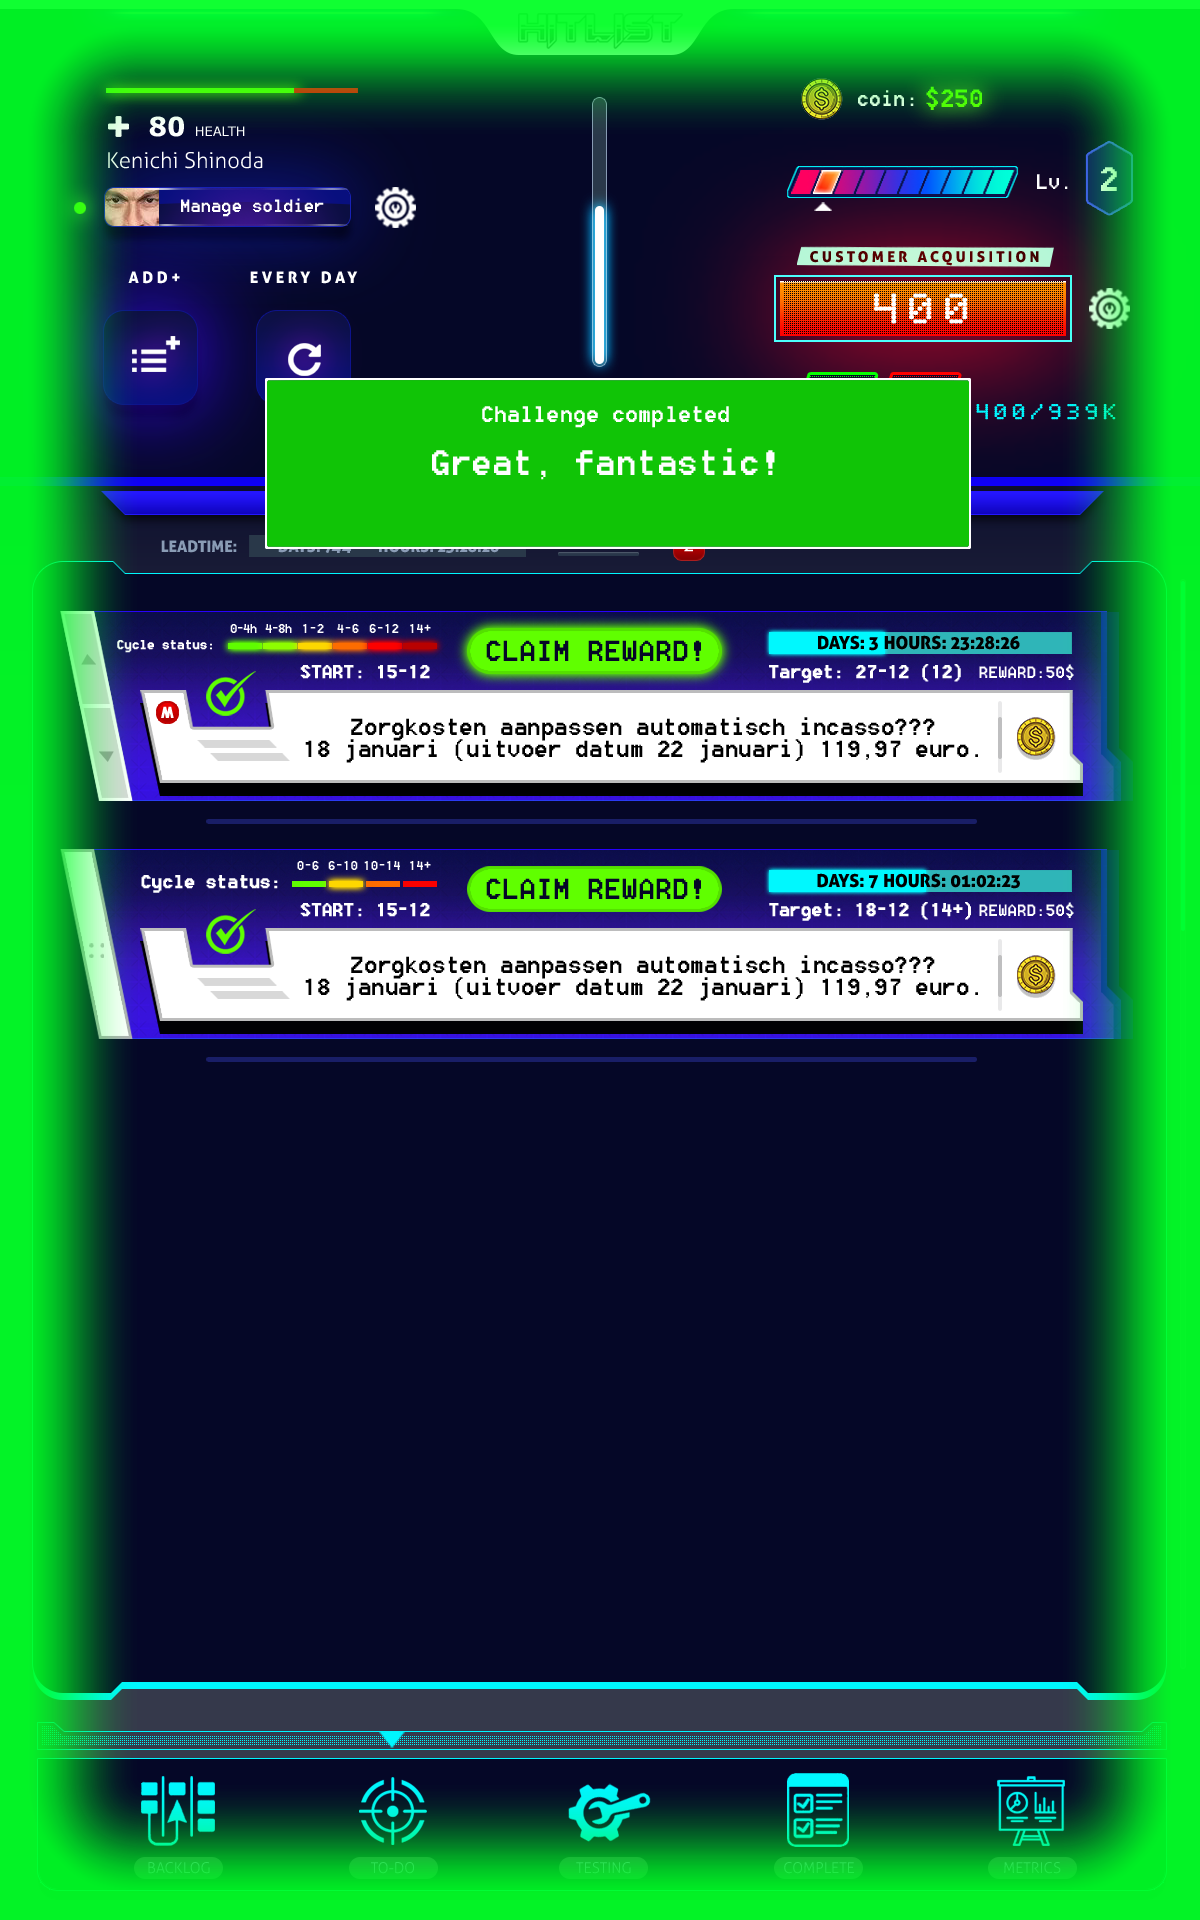 HITLIST
80 HEALTH
Kenichi Shinoda
Manage soldier
ADD+
EVERY DAY
coin: $250
Lv. 2
CUSTOMER ACQUISITION
400
400/939K
Challenge completed
Great, fantastic!
LEADTIME:
0-4h 4-8h 1-2 4-6 6-12 14+
Cycle status:
START: 15-12
CLAIM REWARD!
DAYS: 3 HOURS: 23:28:26
Target: 27-12 (12) REWARD:50$
M
Zorgkosten aanpassen automatisch incasso???
18 januari (uitvoer datum 22 januari) 119,97 euro.
0-6 6-10 10-14 14+
Cycle status:
START: 15-12
CLAIM REWARD!
DAYS: 7 HOURS: 01:02:23
Target: 18-12 (14+) REWARD:50$
Zorgkosten aanpassen automatisch incasso???
18 januari (uitvoer datum 22 januari) 119,97 euro.
BACKLOG
TO-DO
TESTING
COMPLETE
METRICS